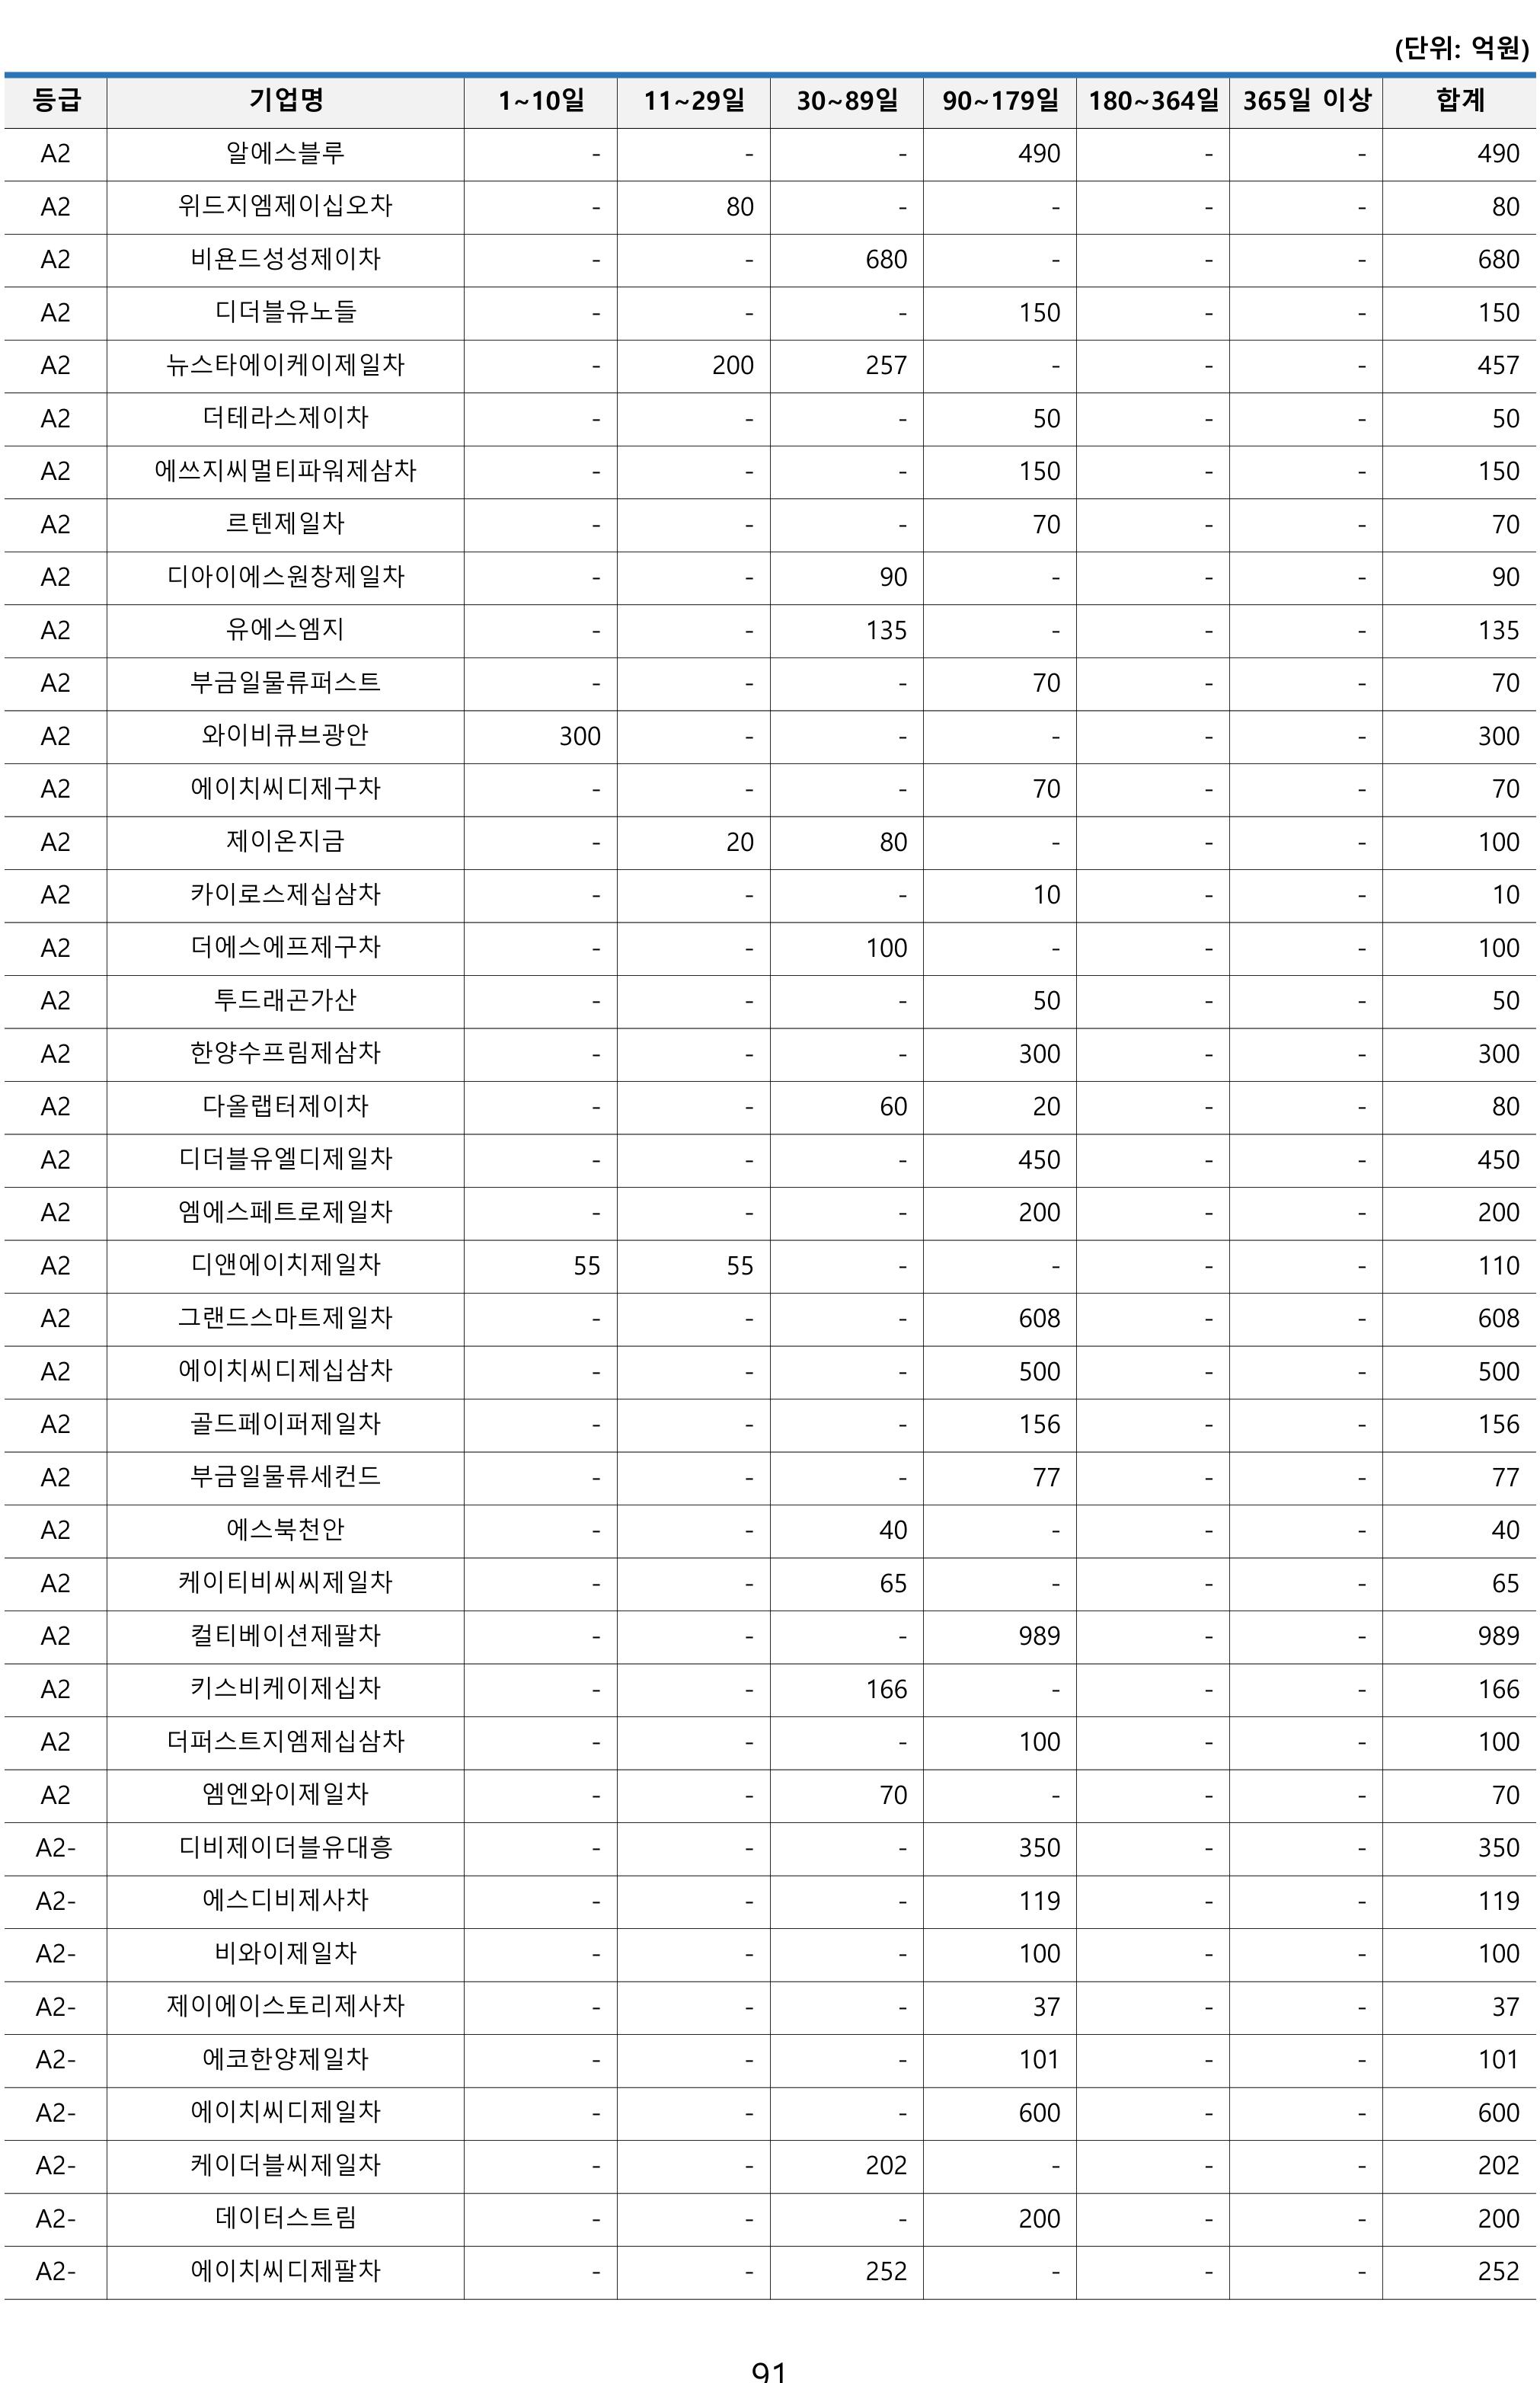 (단위: 억원)
등급 기업명 1~10일 11~29일 30~89일 90~179일 180~364일 365일 이상 합계
A2 알에스블루 - - - 490 - - 490
A2 위드지엠제이십오차 - 80 - - - - 80
A2 비욘드성성제이차 - - 680 - - - 680
A2 디더블유노들 - - - 150 - - 150
A2 뉴스타에이케이제일차 - 200 257 - - - 457
A2 더테라스제이차 - - - 50 - - 50
A2 에쓰지씨멀티파워제삼차 - - - 150 - - 150
A2 르텐제일차 - - - 70 - - 70
A2 디아이에스원창제일차 - - 90 - - - 90
A2 유에스엠지 - - 135 - - - 135
A2 부금일물류퍼스트 - - - 70 - - 70
A2 와이비큐브광안 300 - - - - - 300
A2 에이치씨디제구차 - - - 70 - - 70
A2 제이온지금 - 20 80 - - - 100
A2 카이로스제십삼차 - - - 10 - - 10
A2 더에스에프제구차 - - 100 - - - 100
A2 투드래곤가산 - - - 50 - - 50
A2 한양수프림제삼차 - - - 300 - - 300
A2 다올랩터제이차 - - 60 20 - - 80
A2 디더블유엘디제일차 - - - 450 - - 450
A2 엠에스페트로제일차 - - - 200 - - 200
A2 디앤에이치제일차 55 55 - - - - 110
A2 그랜드스마트제일차 - - - 608 - - 608
A2 에이치씨디제십삼차 - - - 500 - - 500
A2 골드페이퍼제일차 - - - 156 - - 156
A2 부금일물류세컨드 - - - 77 - - 77
A2 에스북천안 - - 40 - - - 40
A2 케이티비씨씨제일차 - - 65 - - - 65
A2 컬티베이션제팔차 - - - 989 - - 989
A2 키스비케이제십차 - - 166 - - - 166
A2 더퍼스트지엠제십삼차 - - - 100 - - 100
A2 엠엔와이제일차 - - 70 - - - 70
A2- 디비제이더블유대흥 - - - 350 - - 350
A2- 에스디비제사차 - - - 119 - - 119
A2- 비와이제일차 - - - 100 - - 100
A2- 제이에이스토리제사차 - - - 37 - - 37
A2- 에코한양제일차 - - - 101 - - 101
A2- 에이치씨디제일차 - - - 600 - - 600
A2- 케이더블씨제일차 - - 202 - - - 202
A2- 데이터스트림 - - - 200 - - 200
A2- 에이치씨디제팔차 - - 252 - - - 252
91